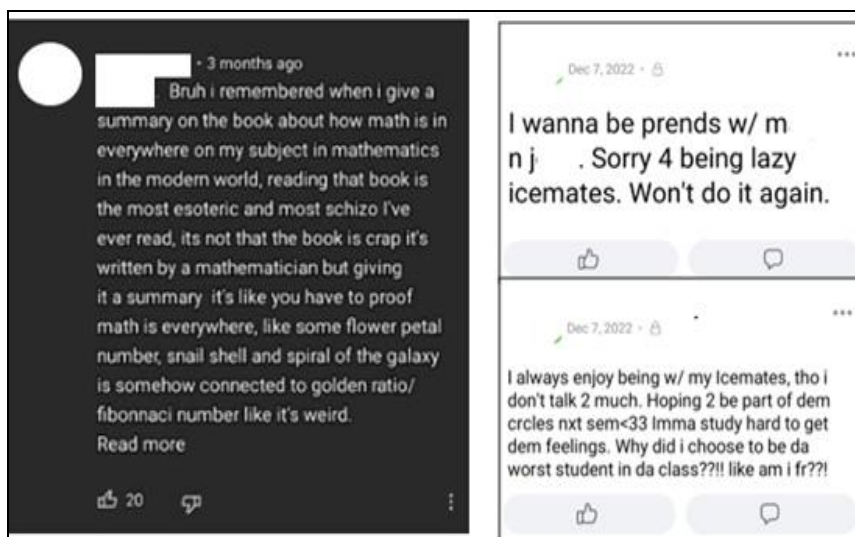 • 3 months ago
Bruh i remembered when i give a
summary on the book about how math is in
everywhere on my subject in mathematics
in the modern world, reading that book is
the most esoteric and most schizo I've
ever read, its not that the book is crap it's
written by a mathematician but giving
it a summary it's like you have to proof
math is everywhere, like some flower petal
number, snail shell and spiral of the galaxy
is somehow connected to golden ratio/
fibonnaci number like it's weird.
Read more
20
Dec 7, 2022 •
I wanna be prends w/ m
n j . Sorry 4 being lazy
icemates. Won't do it again.
Dec 7, 2022 •
I always enjoy being w/ my Icemates, tho i
don't talk 2 much. Hoping 2 be part of dem
crcles nxt sem<33 Imma study hard to get
dem feelings. Why did i choose to be da
worst student in da class??!! like am i fr??!